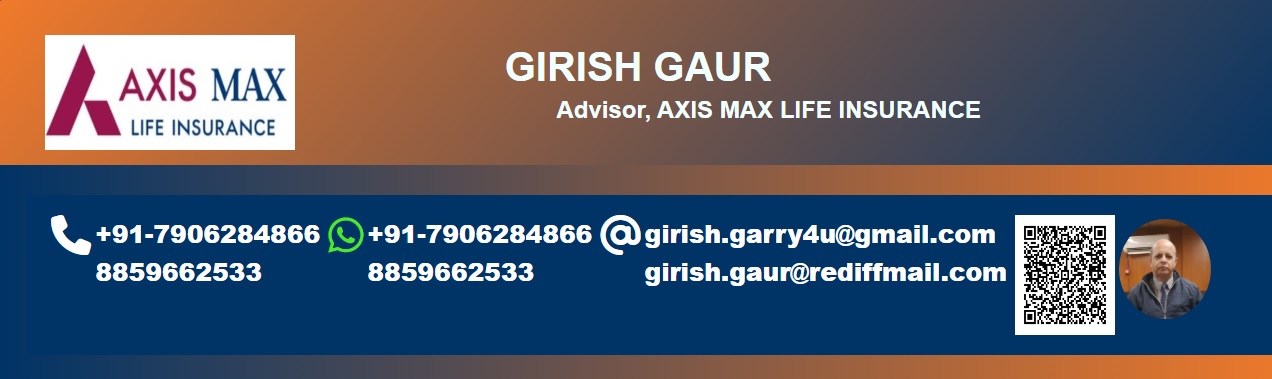 AXIS MAX
LIFE INSURANCE
GIRISH GAUR
Advisor, AXIS MAX LIFE INSURANCE
+91-7906284866
8859662533
+91-7906284866
8859662533
girish.garry4u@gmail.com
girish.gaur@rediffmail.com